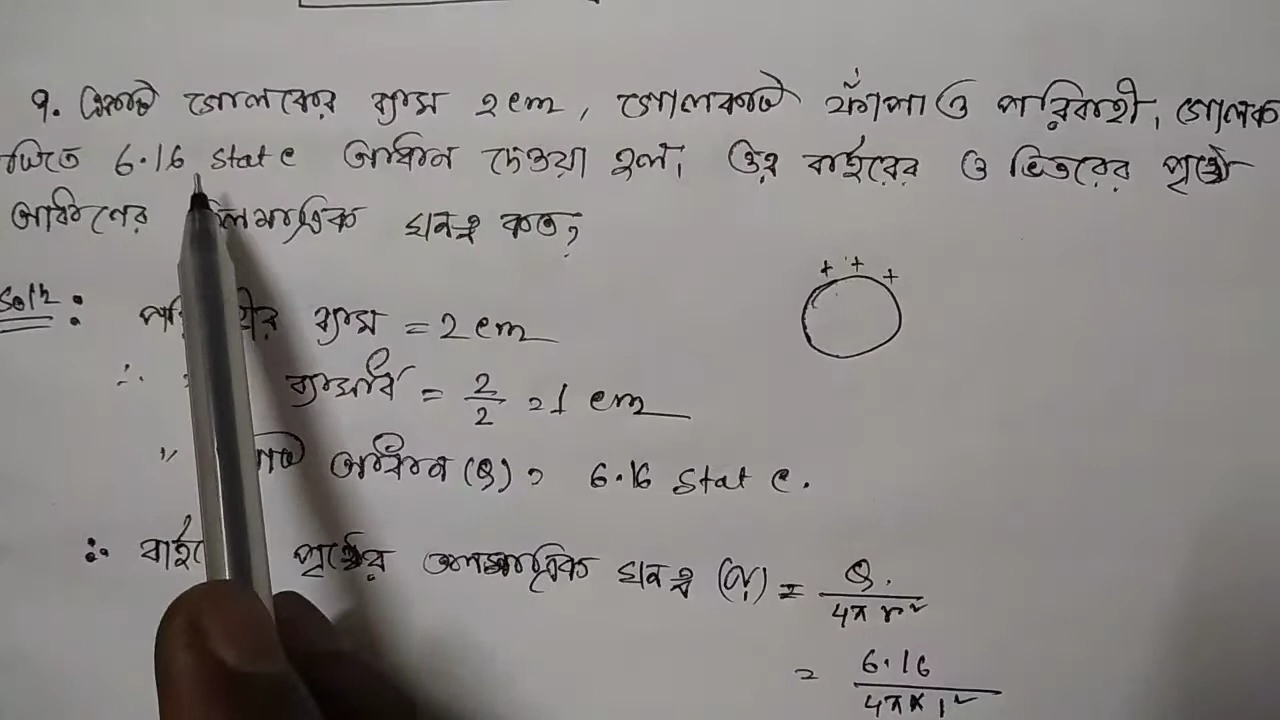 ৭. একটি গোলকের ব্যাস 2 cm, গোলকটি ফাঁপা ও পরিবাহী, গোলক
টিতে 6.16 stat c আধান দেওয়া হল। ওর বাইরের ও ভিতরের পৃষ্ঠে
আধানের তলমাত্রিক ঘনত্ব কত?
+ + +
Soln:
ব্যাস = 2 cm
∴ ব্যাসার্ধ = 2/2 = 1 cm
" আধান (Q) = 6.16 stat c.
∴ পৃষ্ঠের তলমাত্রিক ঘনত্ব (σ) = Q/4πr²
= 6.16/4π×1²